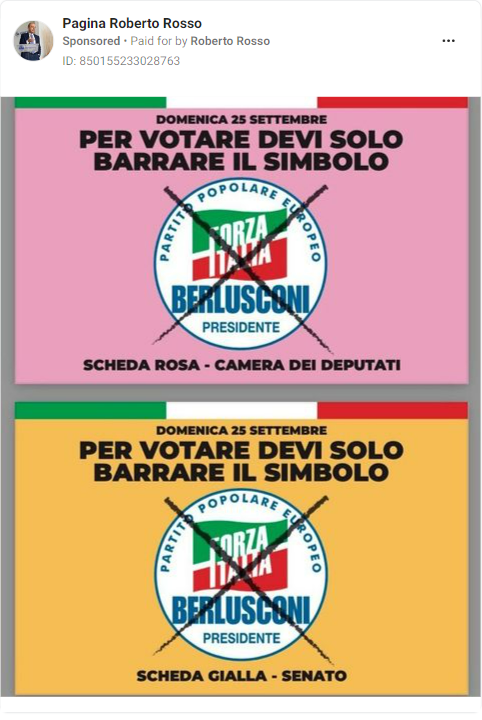 Pagina Roberto Rosso
Sponsored • Paid for by Roberto Rosso
ID: 850155233028763
DOMENICA 25 SETTEMBRE
PER VOTARE DEVI SOLO
BARRARE IL SIMBOLO
PARTITO POPOLARE EUROPEO
FORZA
ITALIA
BERLUSCONI
PRESIDENTE
SCHEDA ROSA - CAMERA DEI DEPUTATI
DOMENICA 25 SETTEMBRE
PER VOTARE DEVI SOLO
BARRARE IL SIMBOLO
PARTITO POPOLARE EUROPEO
FORZA
ITALIA
BERLUSCONI
PRESIDENTE
SCHEDA GIALLA - SENATO